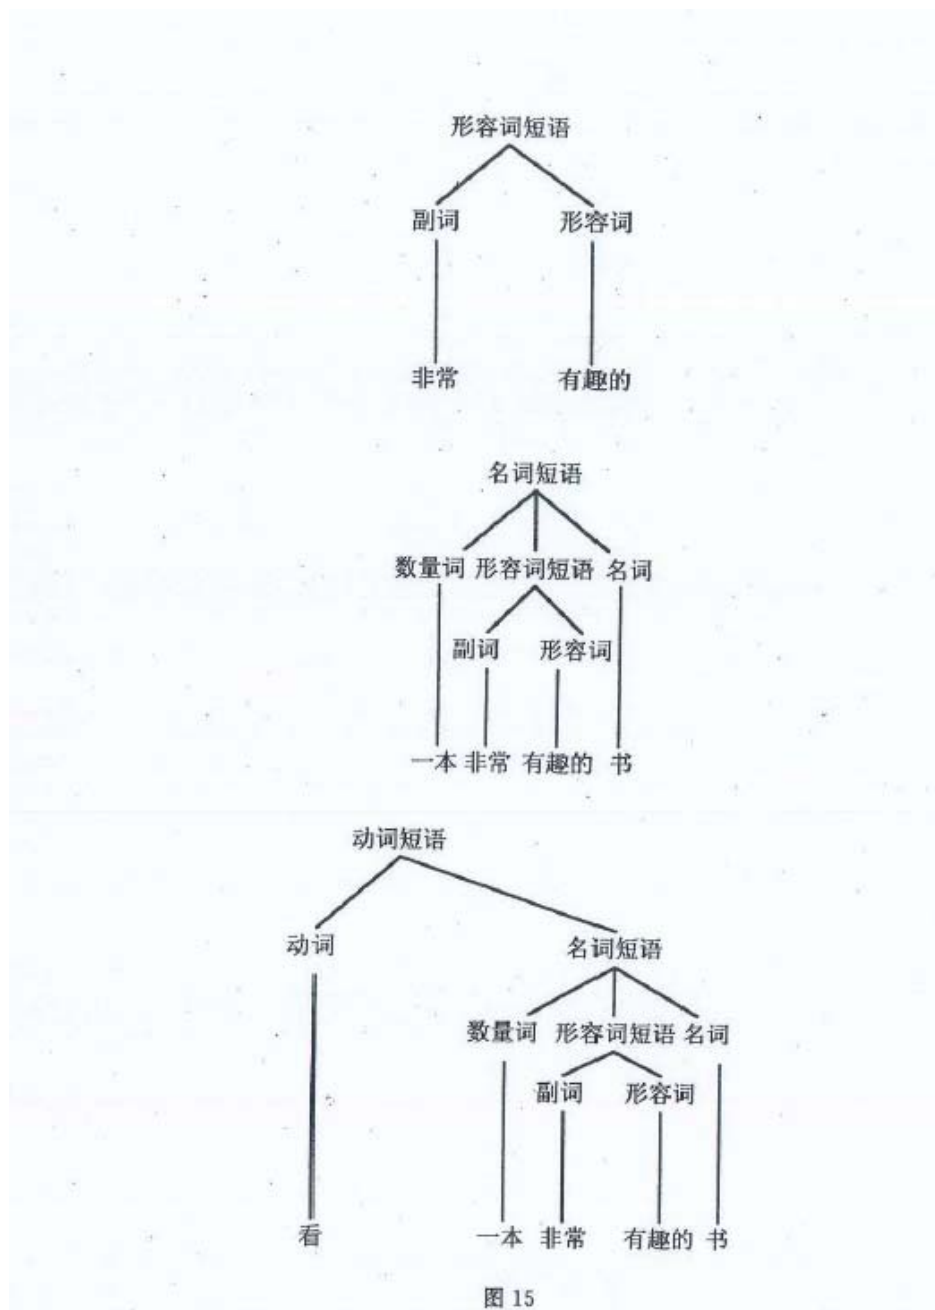 形容词短语
副词 形容词
非常 有趣的
名词短语
数量词 形容词短语 名词
副词 形容词
一本 非常 有趣的 书
动词短语
动词 名词短语
数量词 形容词短语 名词
副词 形容词
看 一本 非常 有趣的 书
图 15